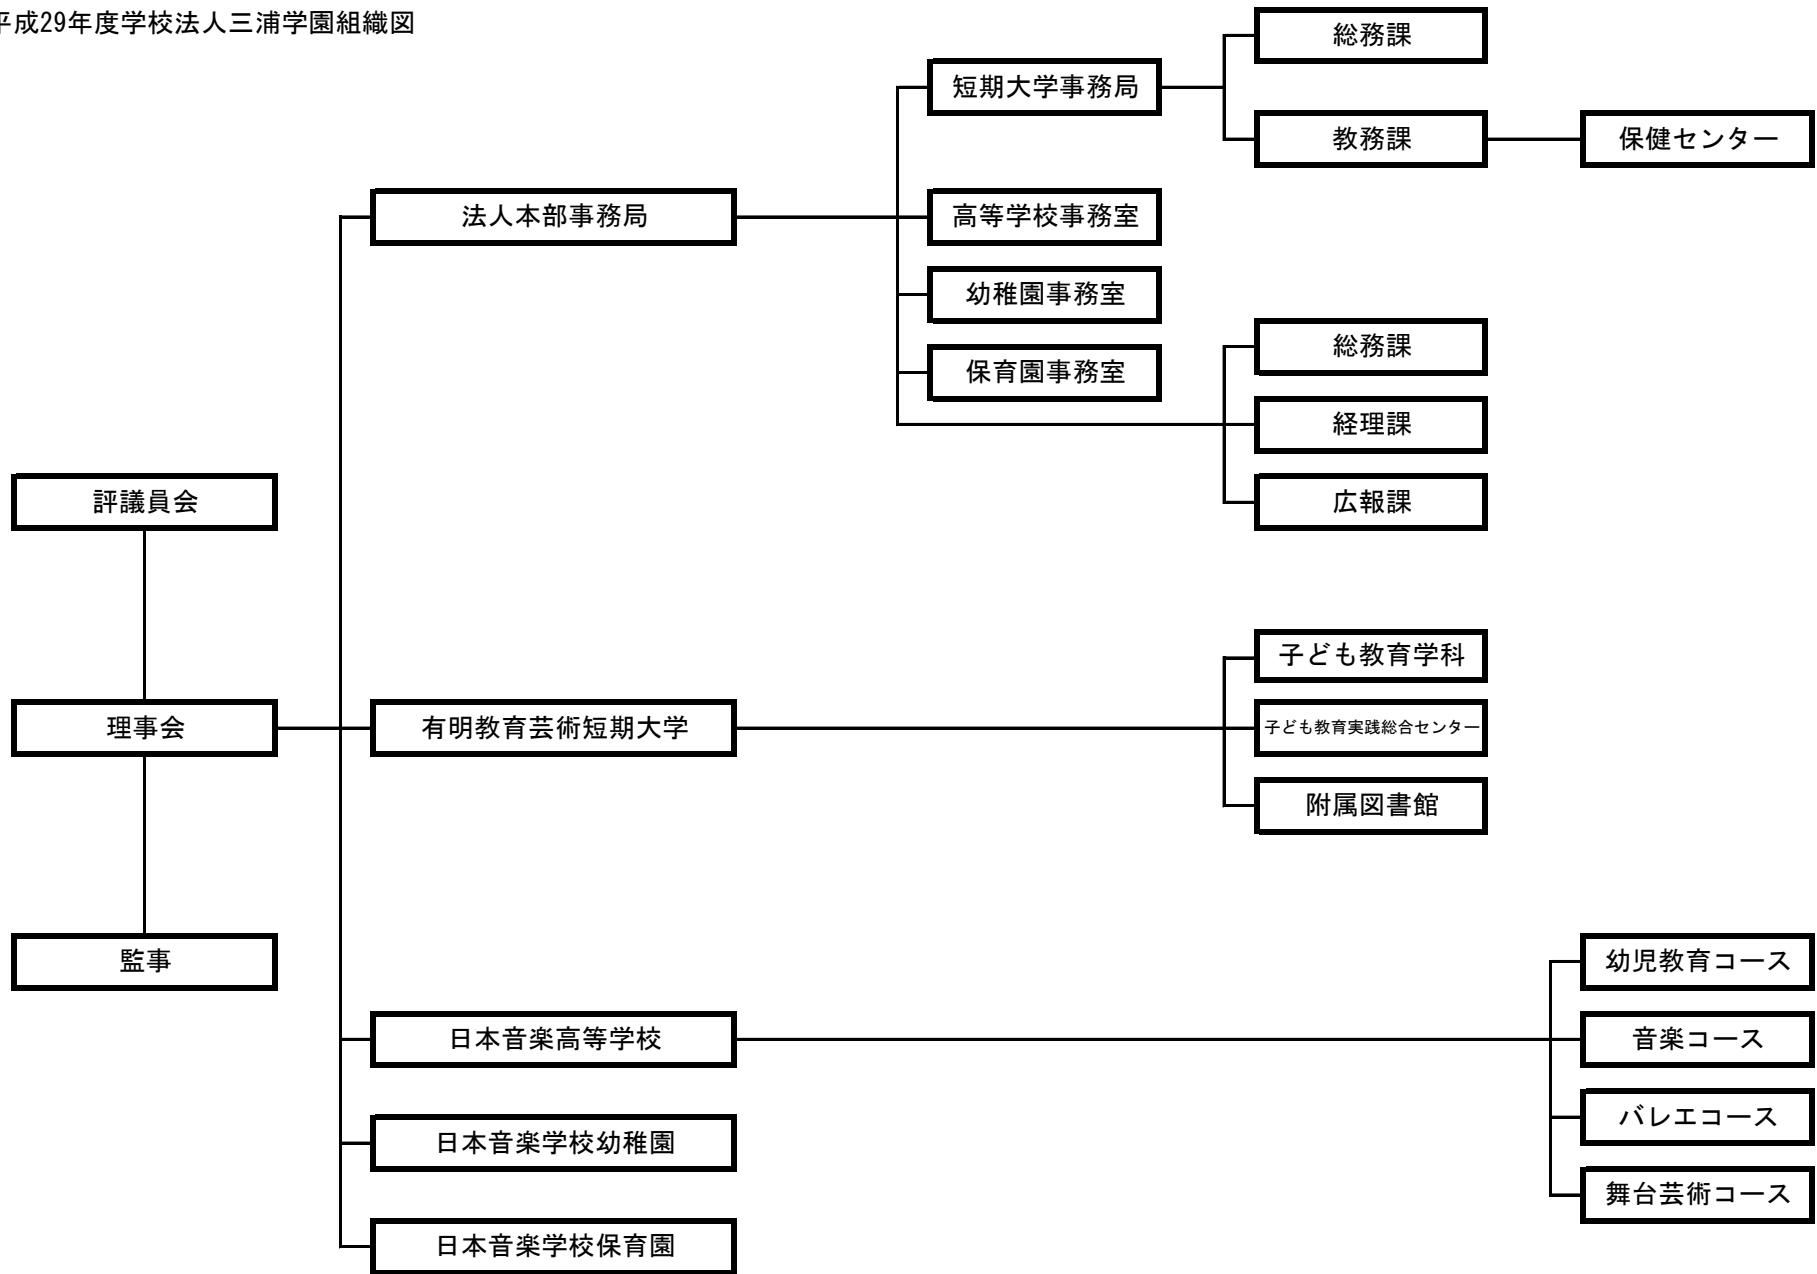 平成29年度学校法人三浦学園組織図
総務課
短期大学事務局
教務課
保健センター
法人本部事務局
高等学校事務室
幼稚園事務室
総務課
保育園事務室
経理課
評議員会
広報課
子ども教育学科
理事会
有明教育芸術短期大学
子ども教育実践総合センター
附属図書館
監事
幼児教育コース
日本音楽高等学校
音楽コース
バレエコース
日本音楽学校幼稚園
舞台芸術コース
日本音楽学校保育園